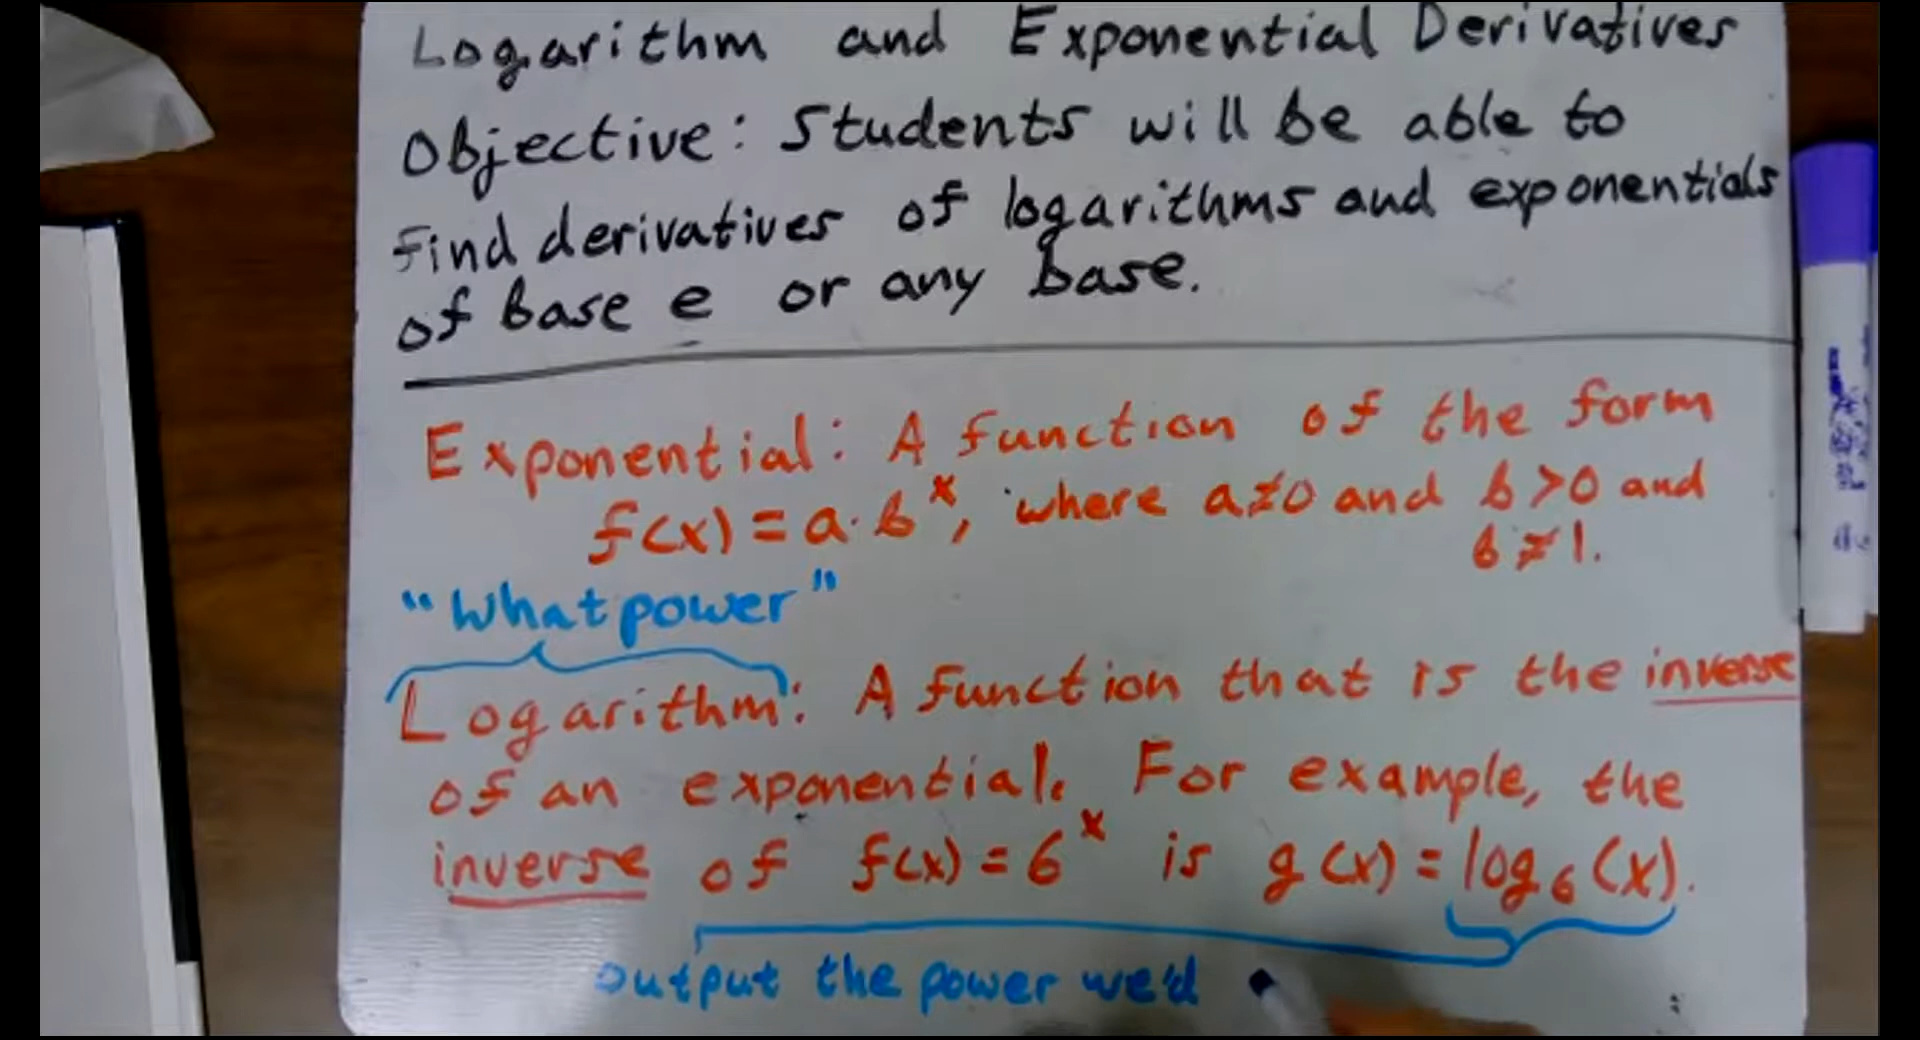 Logarithm and Exponential Derivatives
Objective: Students will be able to
find derivatives of logarithms and exponentials
of base e or any base.
Exponential: A function of the form
f(x) = a·b^x, where a≠0 and b>0 and
b≠1.
"What power"
Logarithm: A function that is the inverse
of an exponential. For example, the
inverse of f(x) = 6^x is g(x) = log₆(x).
output the power we'd